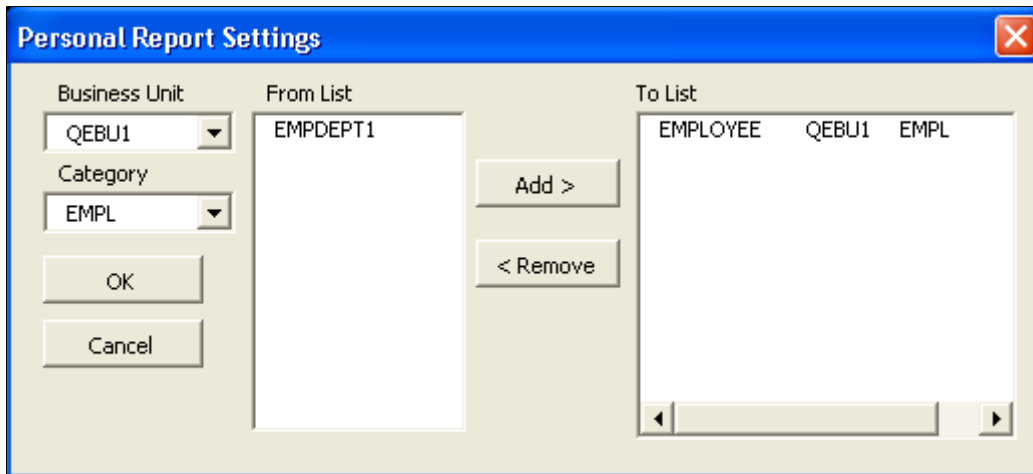 Personal Report Settings
Business Unit
From List
To List
QEBU1
EMPDEPT1
EMPLOYEE QEBU1 EMPL
Category
Add >
EMPL
< Remove
OK
Cancel